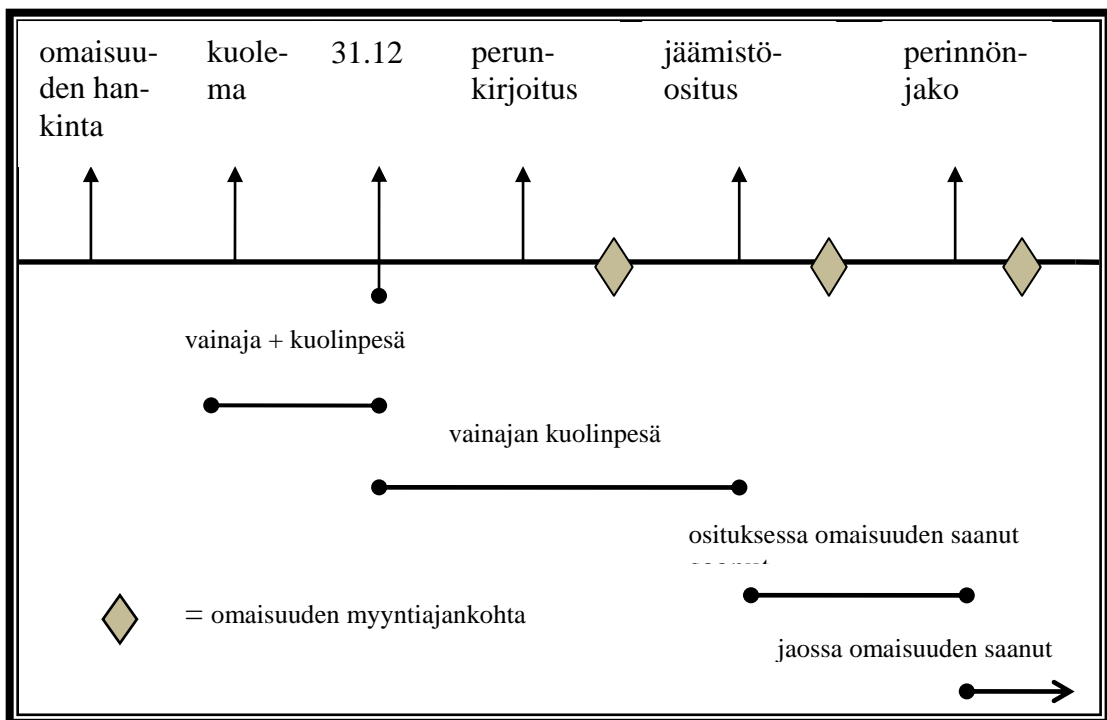 omaisuu-
den han-
kinta
kuole-
ma
31.12
perun-
kirjoitus
jäämistö-
ositus
perinnön-
jako
vainaja + kuolinpesä
vainajan kuolinpesä
osituksessa omaisuuden saanut
jaossa omaisuuden saanut
= omaisuuden myyntiajankohta